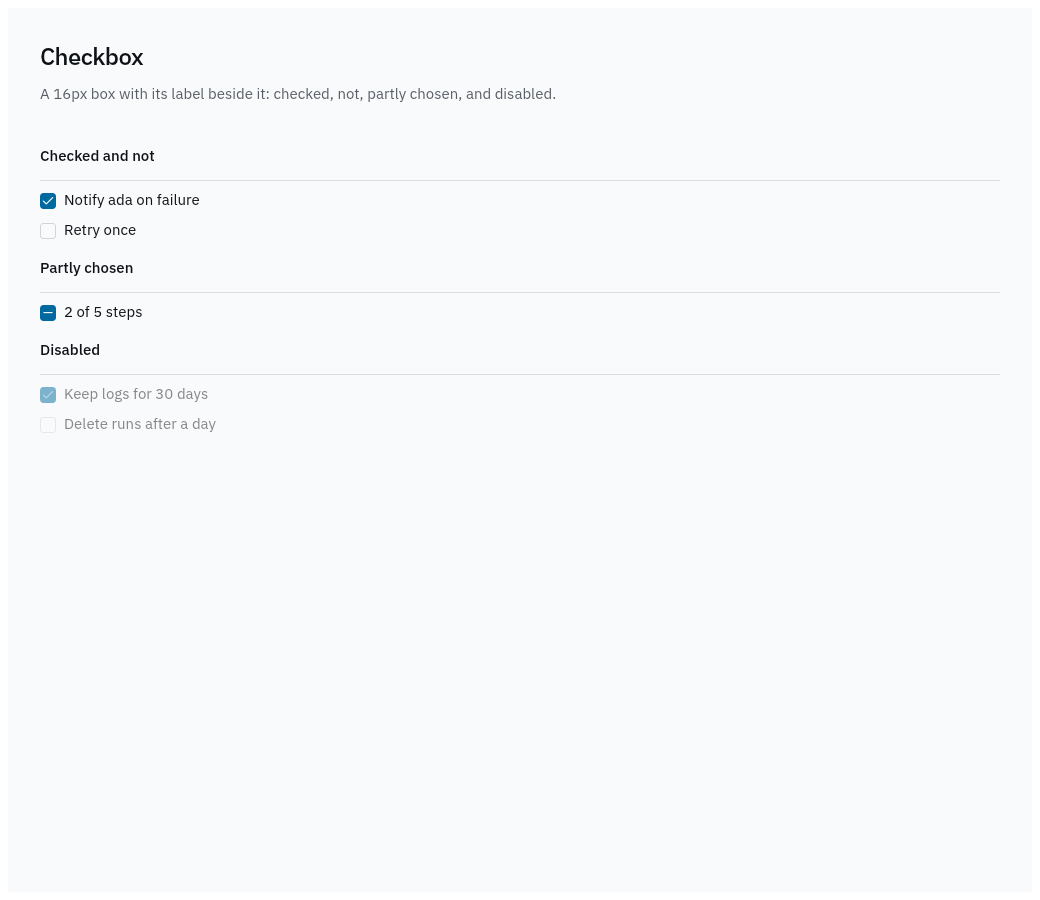 Checkbox
A 16px box with its label beside it: checked, not, partly chosen, and disabled.
Checked and not
Notify ada on failure
Retry once
Partly chosen
2 of 5 steps
Disabled
Keep logs for 30 days
Delete runs after a day